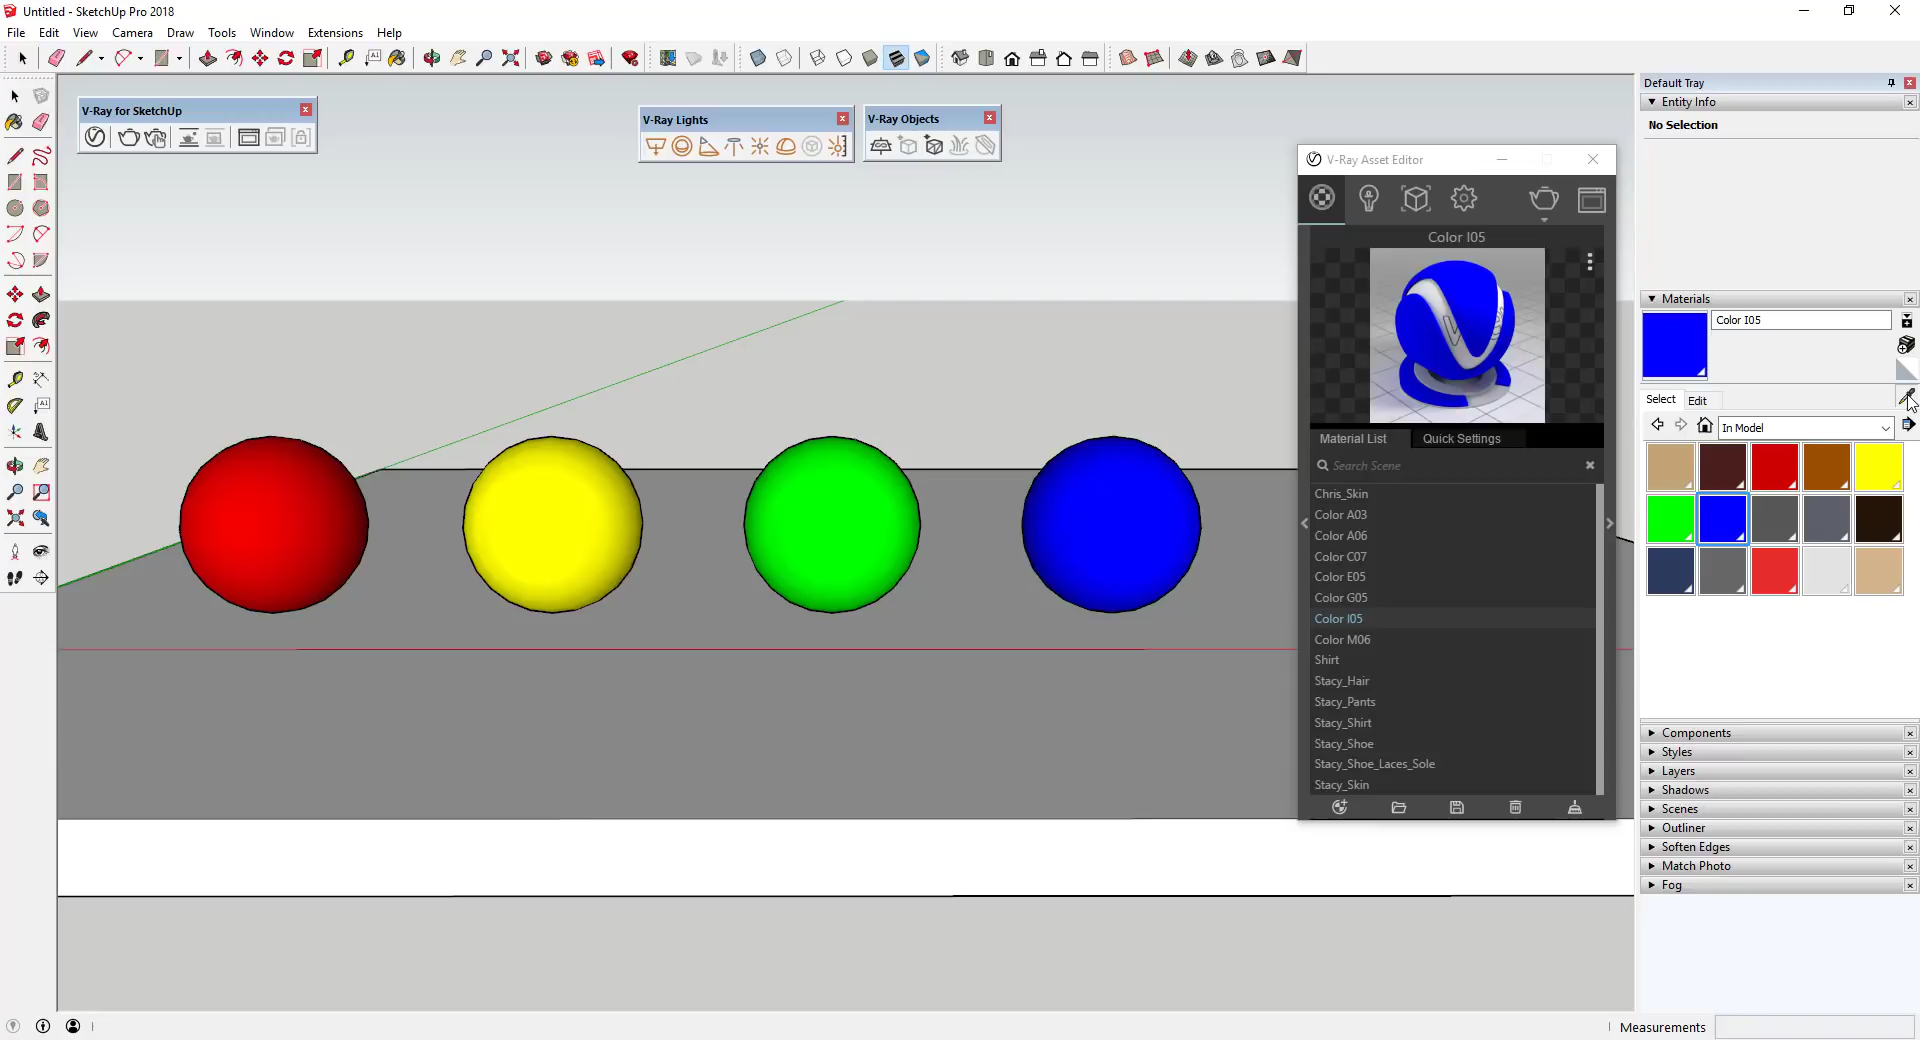 Untitled - SketchUp Pro 2018
File Edit View Camera Draw Tools Window Extensions Help
V-Ray for SketchUp
V-Ray Lights
V-Ray Objects
V-Ray Asset Editor
Color I05
Material List
Quick Settings
Search Scene
Chris_Skin
Color A03
Color A06
Color C07
Color E05
Color G05
Color I05
Color M06
Shirt
Stacy_Hair
Stacy_Pants
Stacy_Shirt
Stacy_Shoe
Stacy_Shoe_Laces_Sole
Stacy_Skin
Default Tray
Entity Info
No Selection
Materials
Color I05
Select Edit
In Model
Components
Styles
Layers
Shadows
Scenes
Outliner
Soften Edges
Match Photo
Fog
Measurements